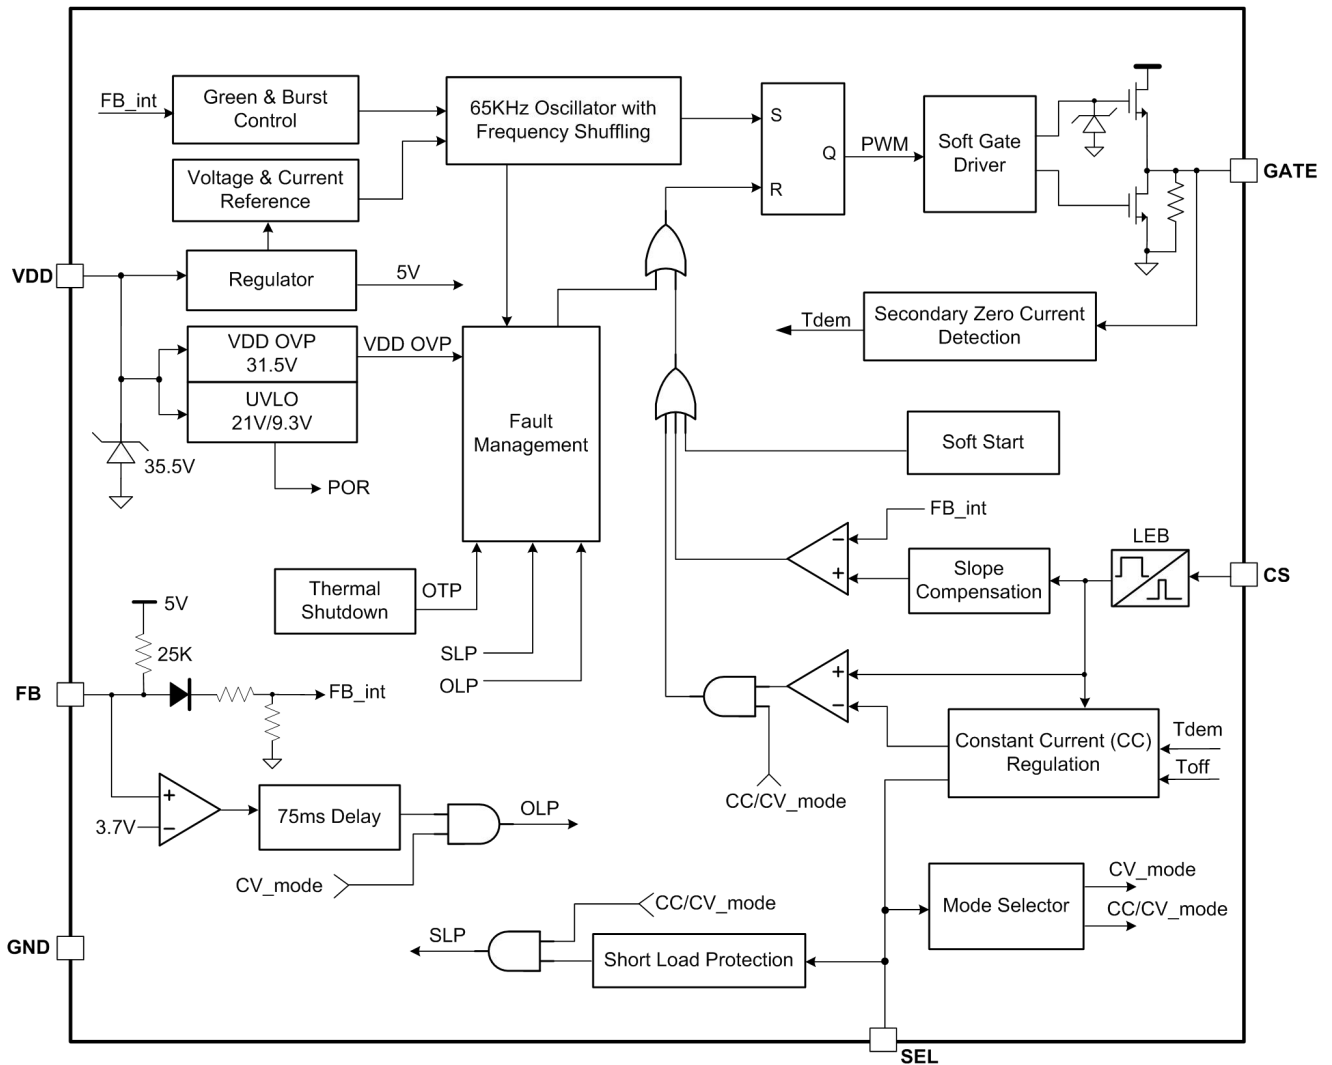 FB_int
Green & Burst
Control
65KHz Oscillator with
Frequency Shuffling
S
R
Q
PWM
Soft Gate
Driver
GATE
Voltage & Current
Reference
VDD
Regulator
5V
Tdem
Secondary Zero Current
Detection
VDD OVP
31.5V
VDD OVP
UVLO
21V/9.3V
Fault
Management
35.5V
POR
Soft Start
FB_int
LEB
Slope
Compensation
CS
−
+
Thermal
Shutdown
OTP
SLP
OLP
5V
25K
FB
FB_int
+
−
Constant Current (CC)
Regulation
Tdem
Toff
CC/CV_mode
+
3.7V
−
75ms Delay
OLP
CV_mode
Mode Selector
CV_mode
CC/CV_mode
CC/CV_mode
SLP
Short Load Protection
GND
SEL